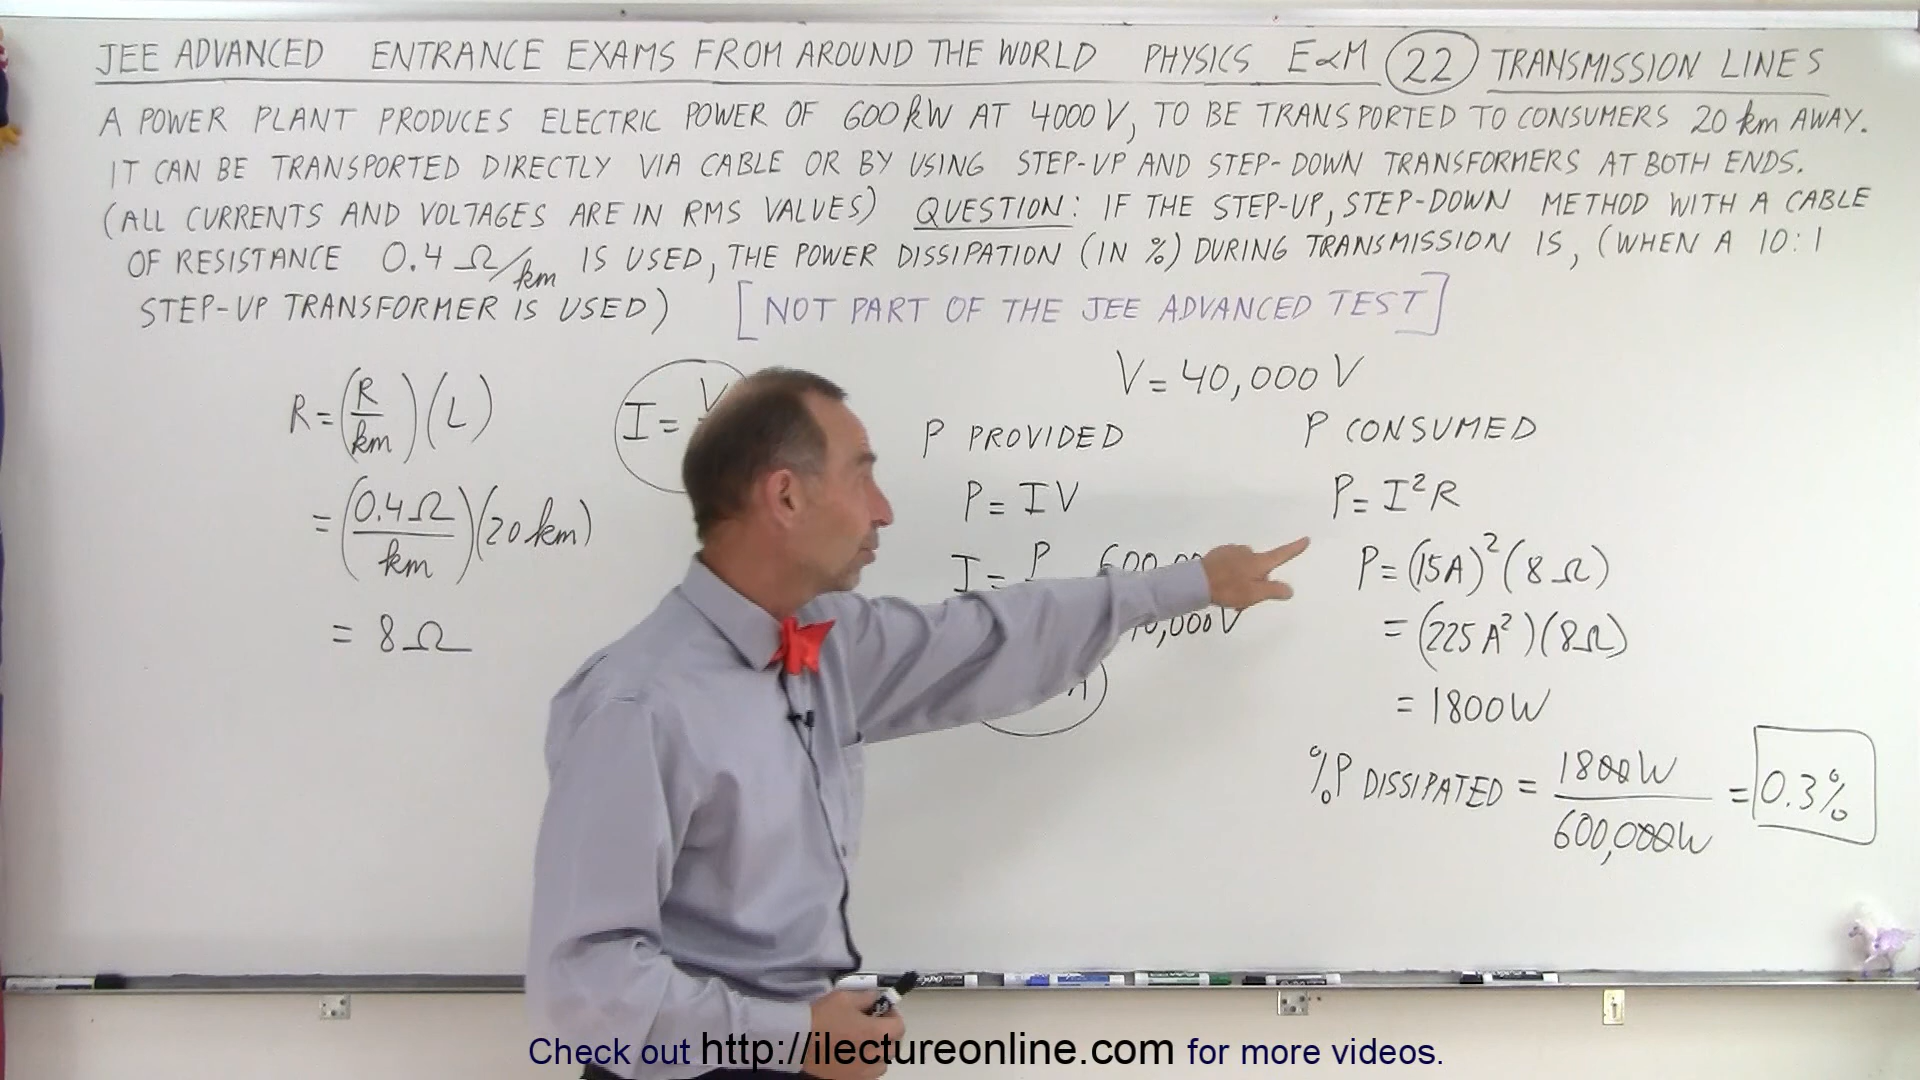 JEE ADVANCED ENTRANCE EXAMS FROM AROUND THE WORLD PHYSICS E&M 22 TRANSMISSION LINES
A POWER PLANT PRODUCES ELECTRIC POWER OF 600 kW AT 4000 V, TO BE TRANSPORTED TO CONSUMERS 20 km AWAY.
IT CAN BE TRANSPORTED DIRECTLY VIA CABLE OR BY USING STEP-UP AND STEP-DOWN TRANSFORMERS AT BOTH ENDS.
(ALL CURRENTS AND VOLTAGES ARE IN RMS VALUES) QUESTION: IF THE STEP-UP, STEP-DOWN METHOD WITH A CABLE
OF RESISTANCE 0.4 Ω/km IS USED, THE POWER DISSIPATION (IN %) DURING TRANSMISSION IS, (WHEN A 10:1
STEP-UP TRANSFORMER IS USED) [NOT PART OF THE JEE ADVANCED TEST]
R = (R/km)(L)
= (0.4 Ω/km)(20 km)
= 8 Ω
I = V
V = 40,000 V
P PROVIDED
P = IV
I = P
A
P CONSUMED
P = I²R
P = (15A)²(8 Ω)
= (225 A²)(8Ω)
= 1800 W
%P DISSIPATED = 1800W/600,000W = 0.3%
Check out http://ilectureonline.com for more videos.